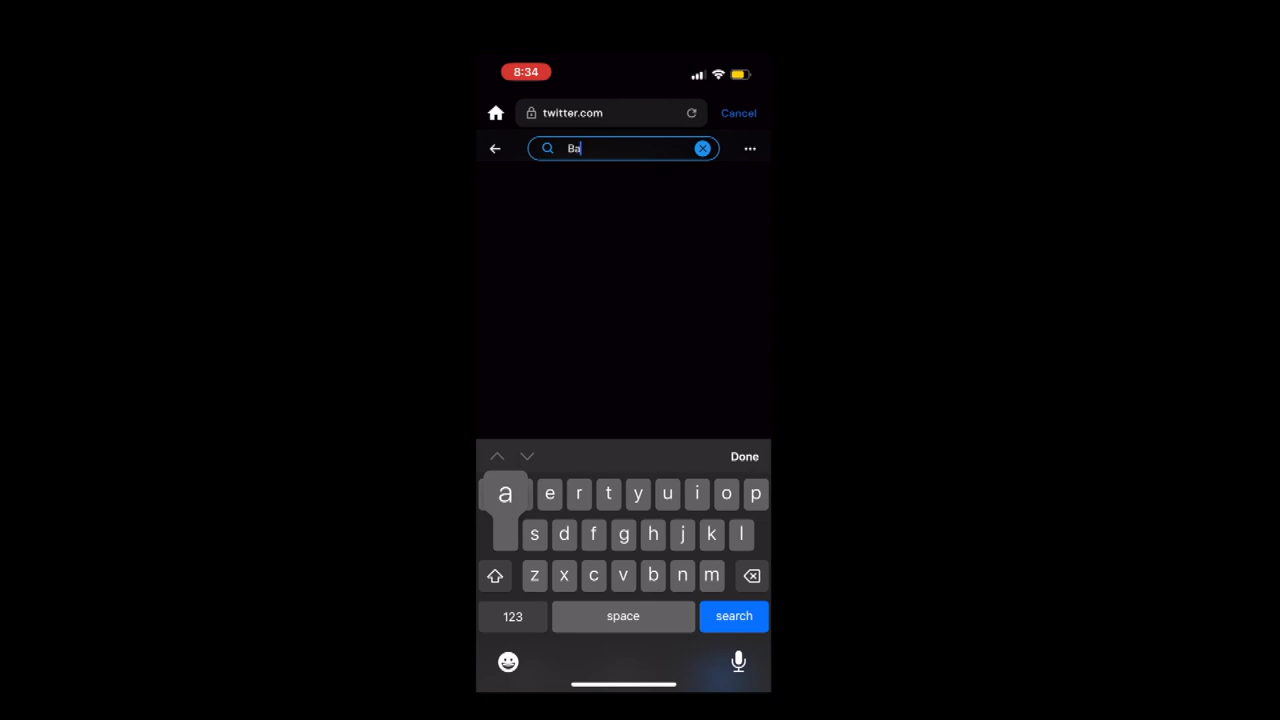 8:34
twitter.com Cancel
Ba
Done
a e r t y u i o p
s d f g h j k l
z x c v b n m
123 space search